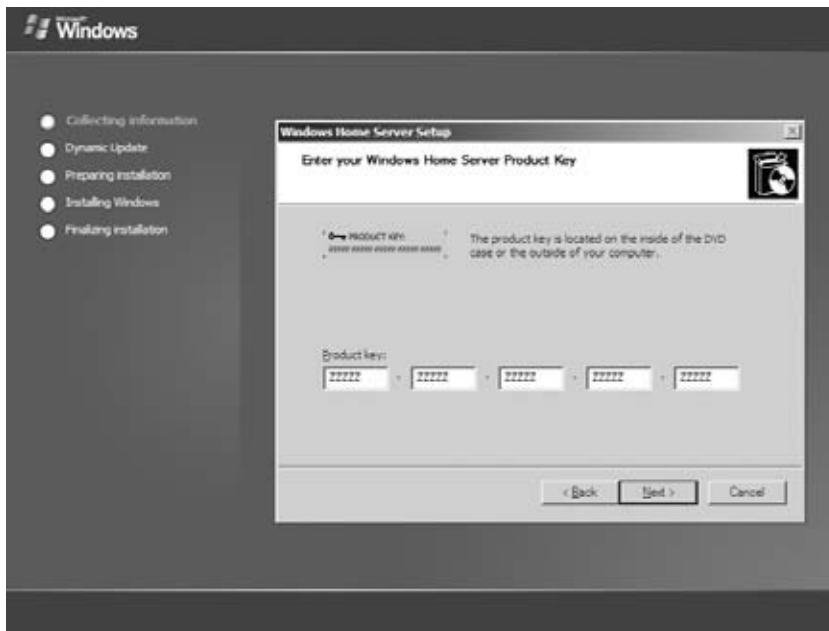 Microsoft
Windows
Collecting information
Dynamic Update
Preparing installation
Installing Windows
Finalizing installation
Windows Home Server Setup
Enter your Windows Home Server Product Key
PRODUCT KEY:
The product key is located on the inside of the DVD
case or the outside of your computer.
Product key:
ZZZZZ - ZZZZZ - ZZZZZ - ZZZZZ - ZZZZZ
< Back Next > Cancel